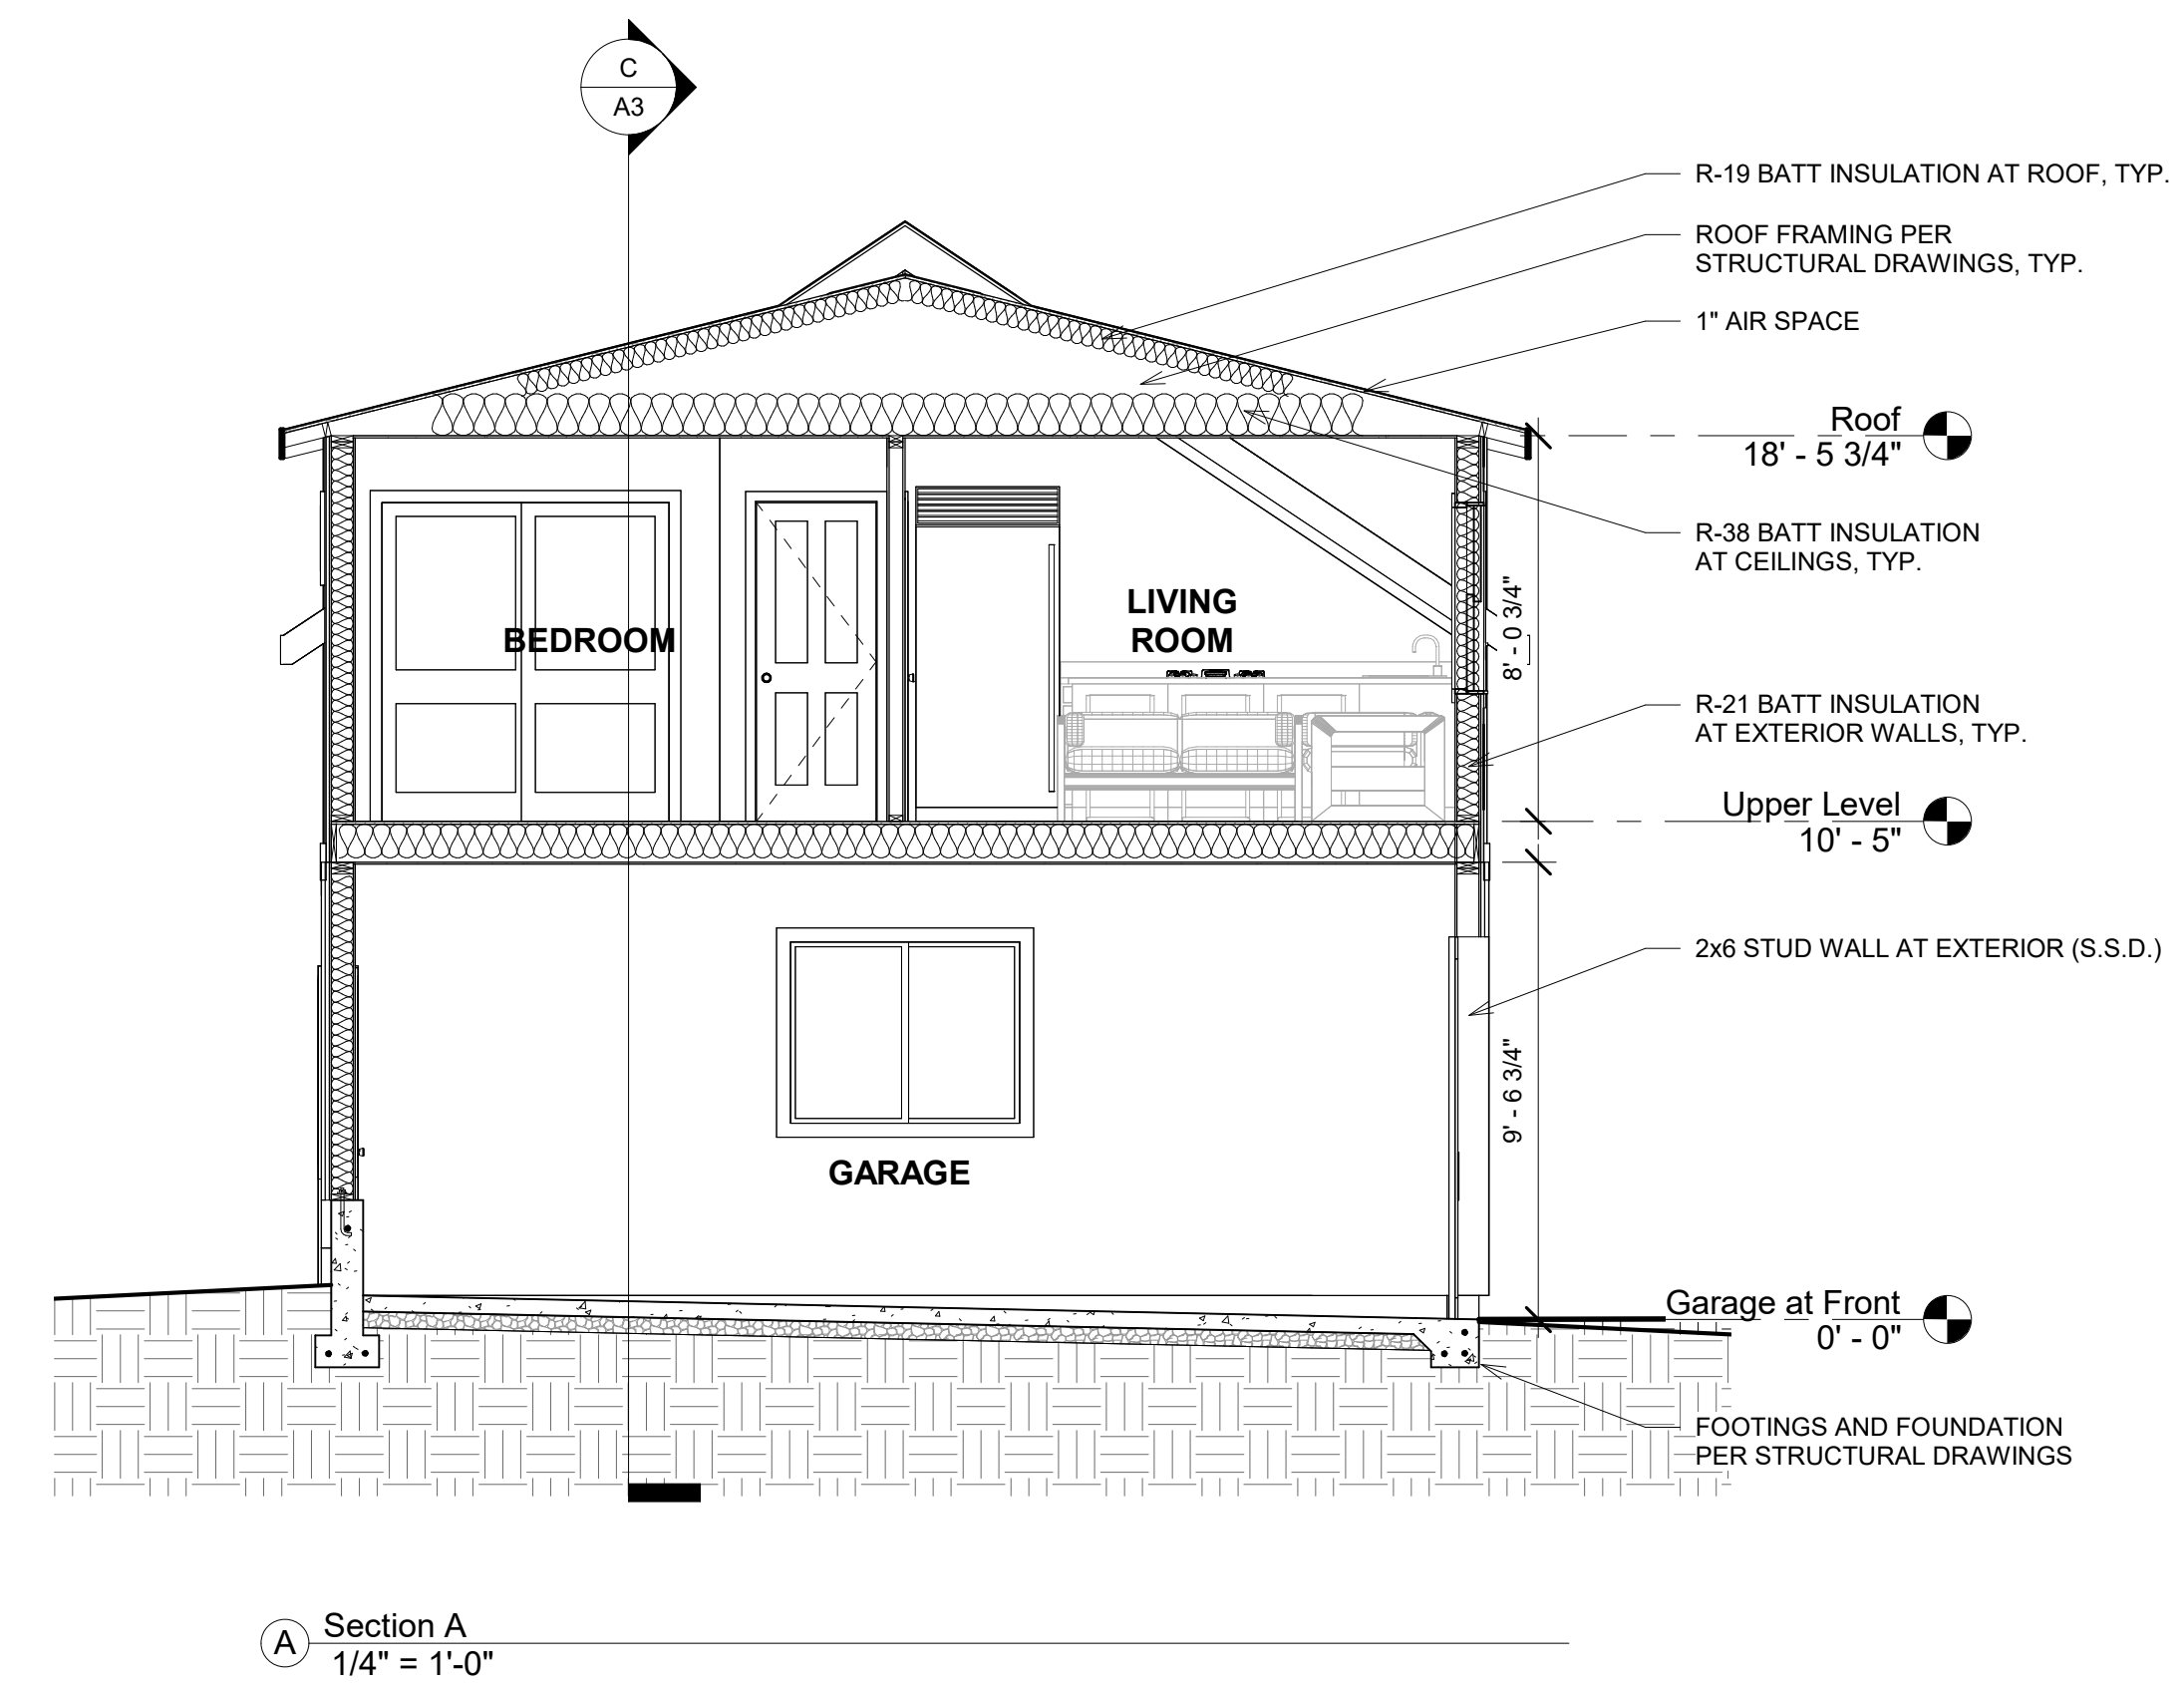 C
A3
R-19 BATT INSULATION AT ROOF, TYP.
ROOF FRAMING PER
STRUCTURAL DRAWINGS, TYP.
1" AIR SPACE
Roof
18' - 5 3/4"
R-38 BATT INSULATION
AT CEILINGS, TYP.
8' - 0 3/4"
LIVING
ROOM
BEDROOM
R-21 BATT INSULATION
AT EXTERIOR WALLS, TYP.
Upper Level
10' - 5"
2x6 STUD WALL AT EXTERIOR (S.S.D.)
9' - 6 3/4"
GARAGE
Garage at Front
0' - 0"
FOOTINGS AND FOUNDATION
PER STRUCTURAL DRAWINGS
A
Section A
1/4" = 1'-0"